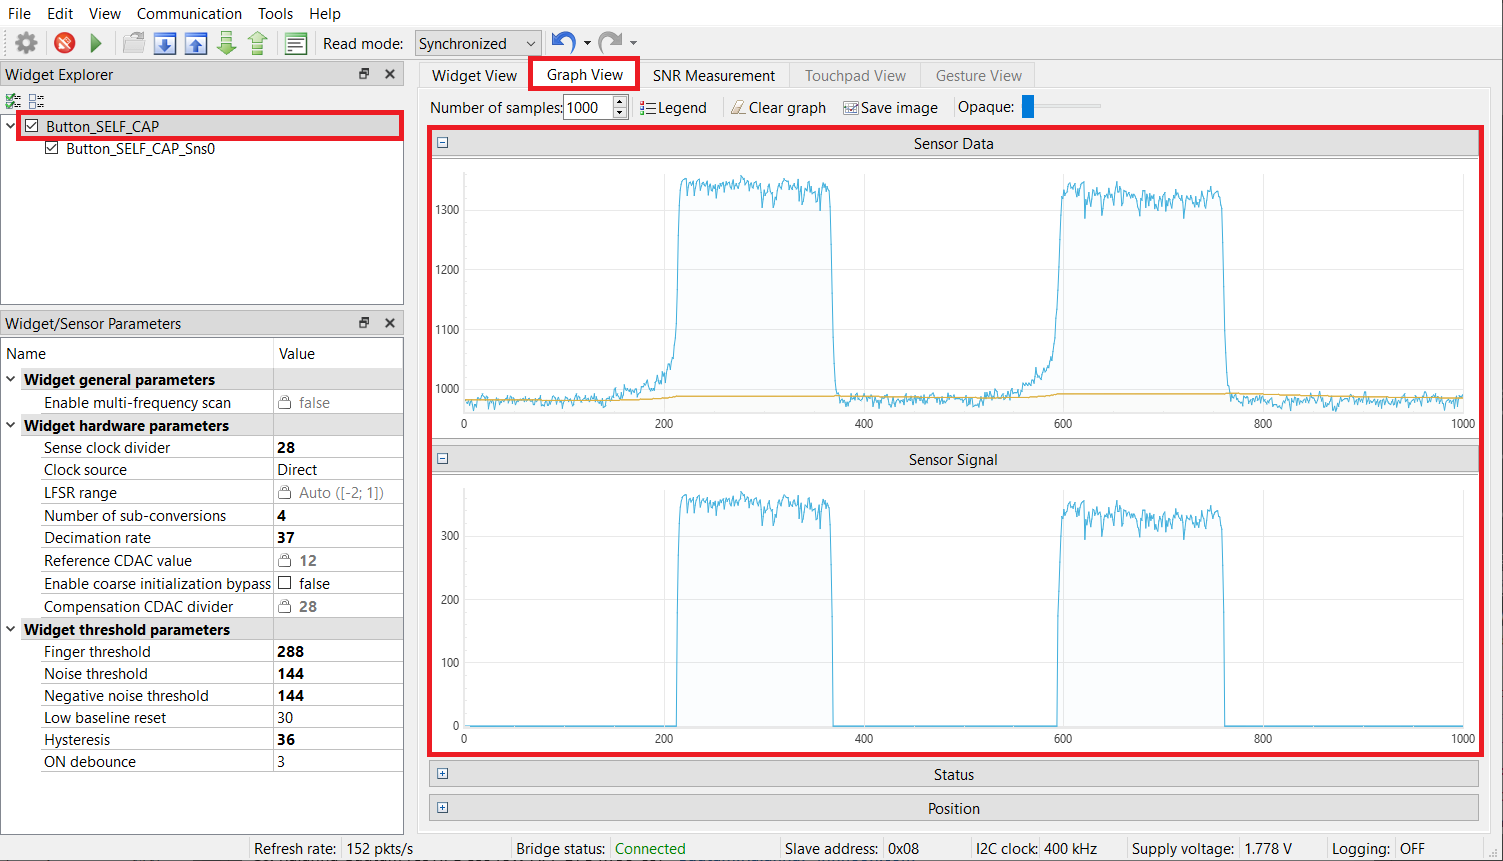 File Edit View Communication Tools Help
Read mode: Synchronized
Widget Explorer
Button_SELF_CAP
Button_SELF_CAP_Sns0
Widget/Sensor Parameters
Name Value
Widget general parameters
Enable multi-frequency scan false
Widget hardware parameters
Sense clock divider 28
Clock source Direct
LFSR range Auto ([-2; 1])
Number of sub-conversions 4
Decimation rate 37
Reference CDAC value 12
Enable coarse initialization bypass false
Compensation CDAC divider 28
Widget threshold parameters
Finger threshold 288
Noise threshold 144
Negative noise threshold 144
Low baseline reset 30
Hysteresis 36
ON debounce 3
Widget View Graph View SNR Measurement Touchpad View Gesture View
Number of samples: 1000 Legend Clear graph Save image Opaque:
Sensor Data
1300
1200
1100
1000
0 200 400 600 800 1000
Sensor Signal
300
200
100
0
0 200 400 600 800 1000
Status
Position
Refresh rate: 152 pkts/s Bridge status: Connected Slave address: 0x08 I2C clock: 400 kHz Supply voltage: 1.778 V Logging: OFF